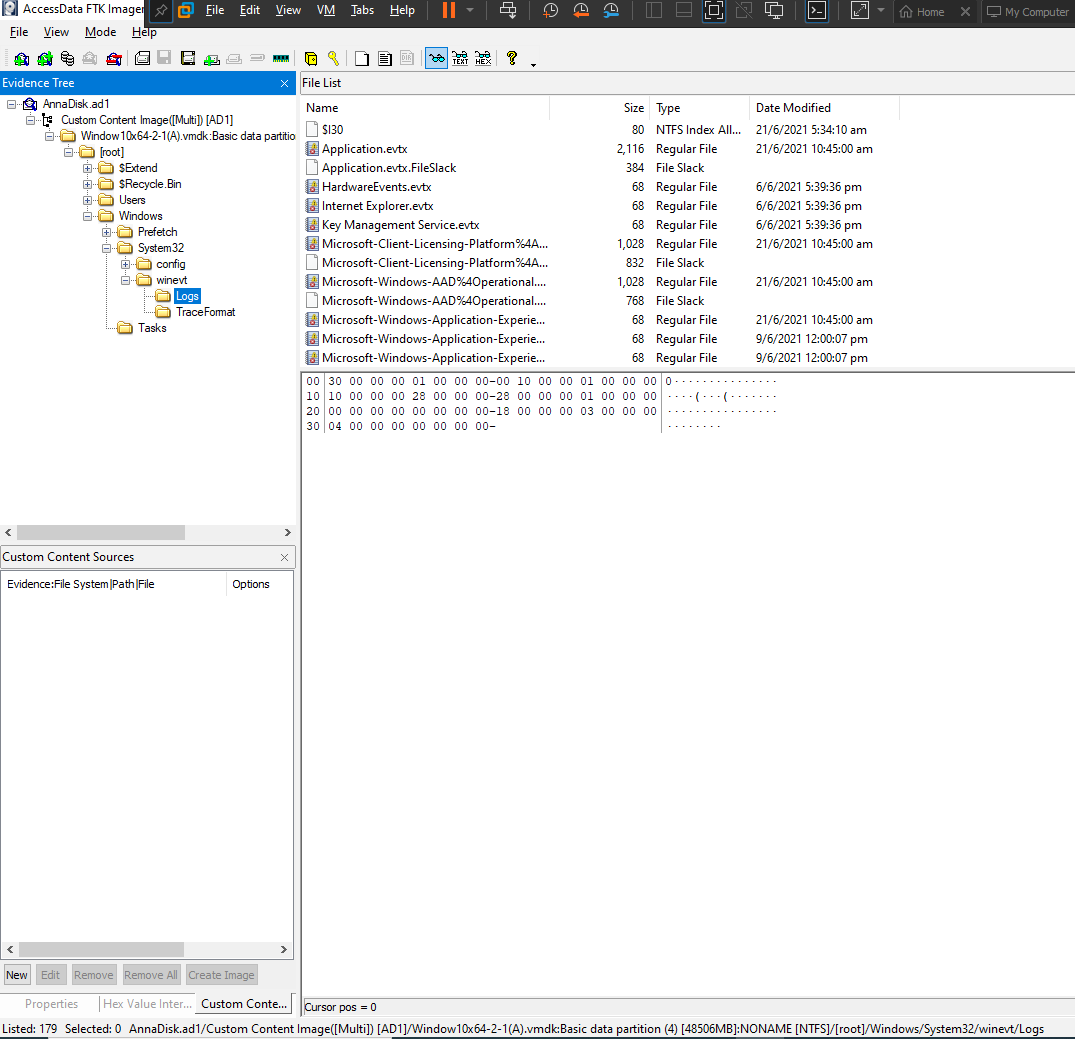 AccessData FTK Imager File Edit View VM Tabs Help Home My Computer
File View Mode Help
Evidence Tree
AnnaDisk.ad1
Custom Content Image([Multi]) [AD1]
Window10x64-2-1(A).vmdk:Basic data partitio
[root]
$Extend
$Recycle.Bin
Users
Windows
Prefetch
System32
config
winevt
Logs
TraceFormat
Tasks
File List
Name Size Type Date Modified
$I30 80 NTFS Index All... 21/6/2021 5:34:10 am
Application.evtx 2,116 Regular File 21/6/2021 10:45:00 am
Application.evtx.FileSlack 384 File Slack
HardwareEvents.evtx 68 Regular File 6/6/2021 5:39:36 pm
Internet Explorer.evtx 68 Regular File 6/6/2021 5:39:36 pm
Key Management Service.evtx 68 Regular File 6/6/2021 5:39:36 pm
Microsoft-Client-Licensing-Platform%4A... 1,028 Regular File 21/6/2021 10:45:00 am
Microsoft-Client-Licensing-Platform%4A... 832 File Slack
Microsoft-Windows-AAD%4Operational.... 1,028 Regular File 21/6/2021 10:45:00 am
Microsoft-Windows-AAD%4Operational.... 768 File Slack
Microsoft-Windows-Application-Experie... 68 Regular File 21/6/2021 10:45:00 am
Microsoft-Windows-Application-Experie... 68 Regular File 9/6/2021 12:00:07 pm
Microsoft-Windows-Application-Experie... 68 Regular File 9/6/2021 12:00:07 pm
00 30 00 00 00 01 00 00 00-00 10 00 00 01 00 00 00 0···············
10 10 00 00 00 28 00 00 00-28 00 00 00 01 00 00 00 ····(···(·······
20 00 00 00 00 00 00 00 00-18 00 00 00 03 00 00 00 ················
30 04 00 00 00 00 00 00 00- ········
Custom Content Sources
Evidence:File System|Path|File Options
New Edit Remove Remove All Create Image
Properties Hex Value Inter... Custom Conte...
Cursor pos = 0
Listed: 179 Selected: 0 AnnaDisk.ad1/Custom Content Image([Multi]) [AD1]/Window10x64-2-1(A).vmdk:Basic data partition (4) [48506MB]:NONAME [NTFS]/[root]/Windows/System32/winevt/Logs